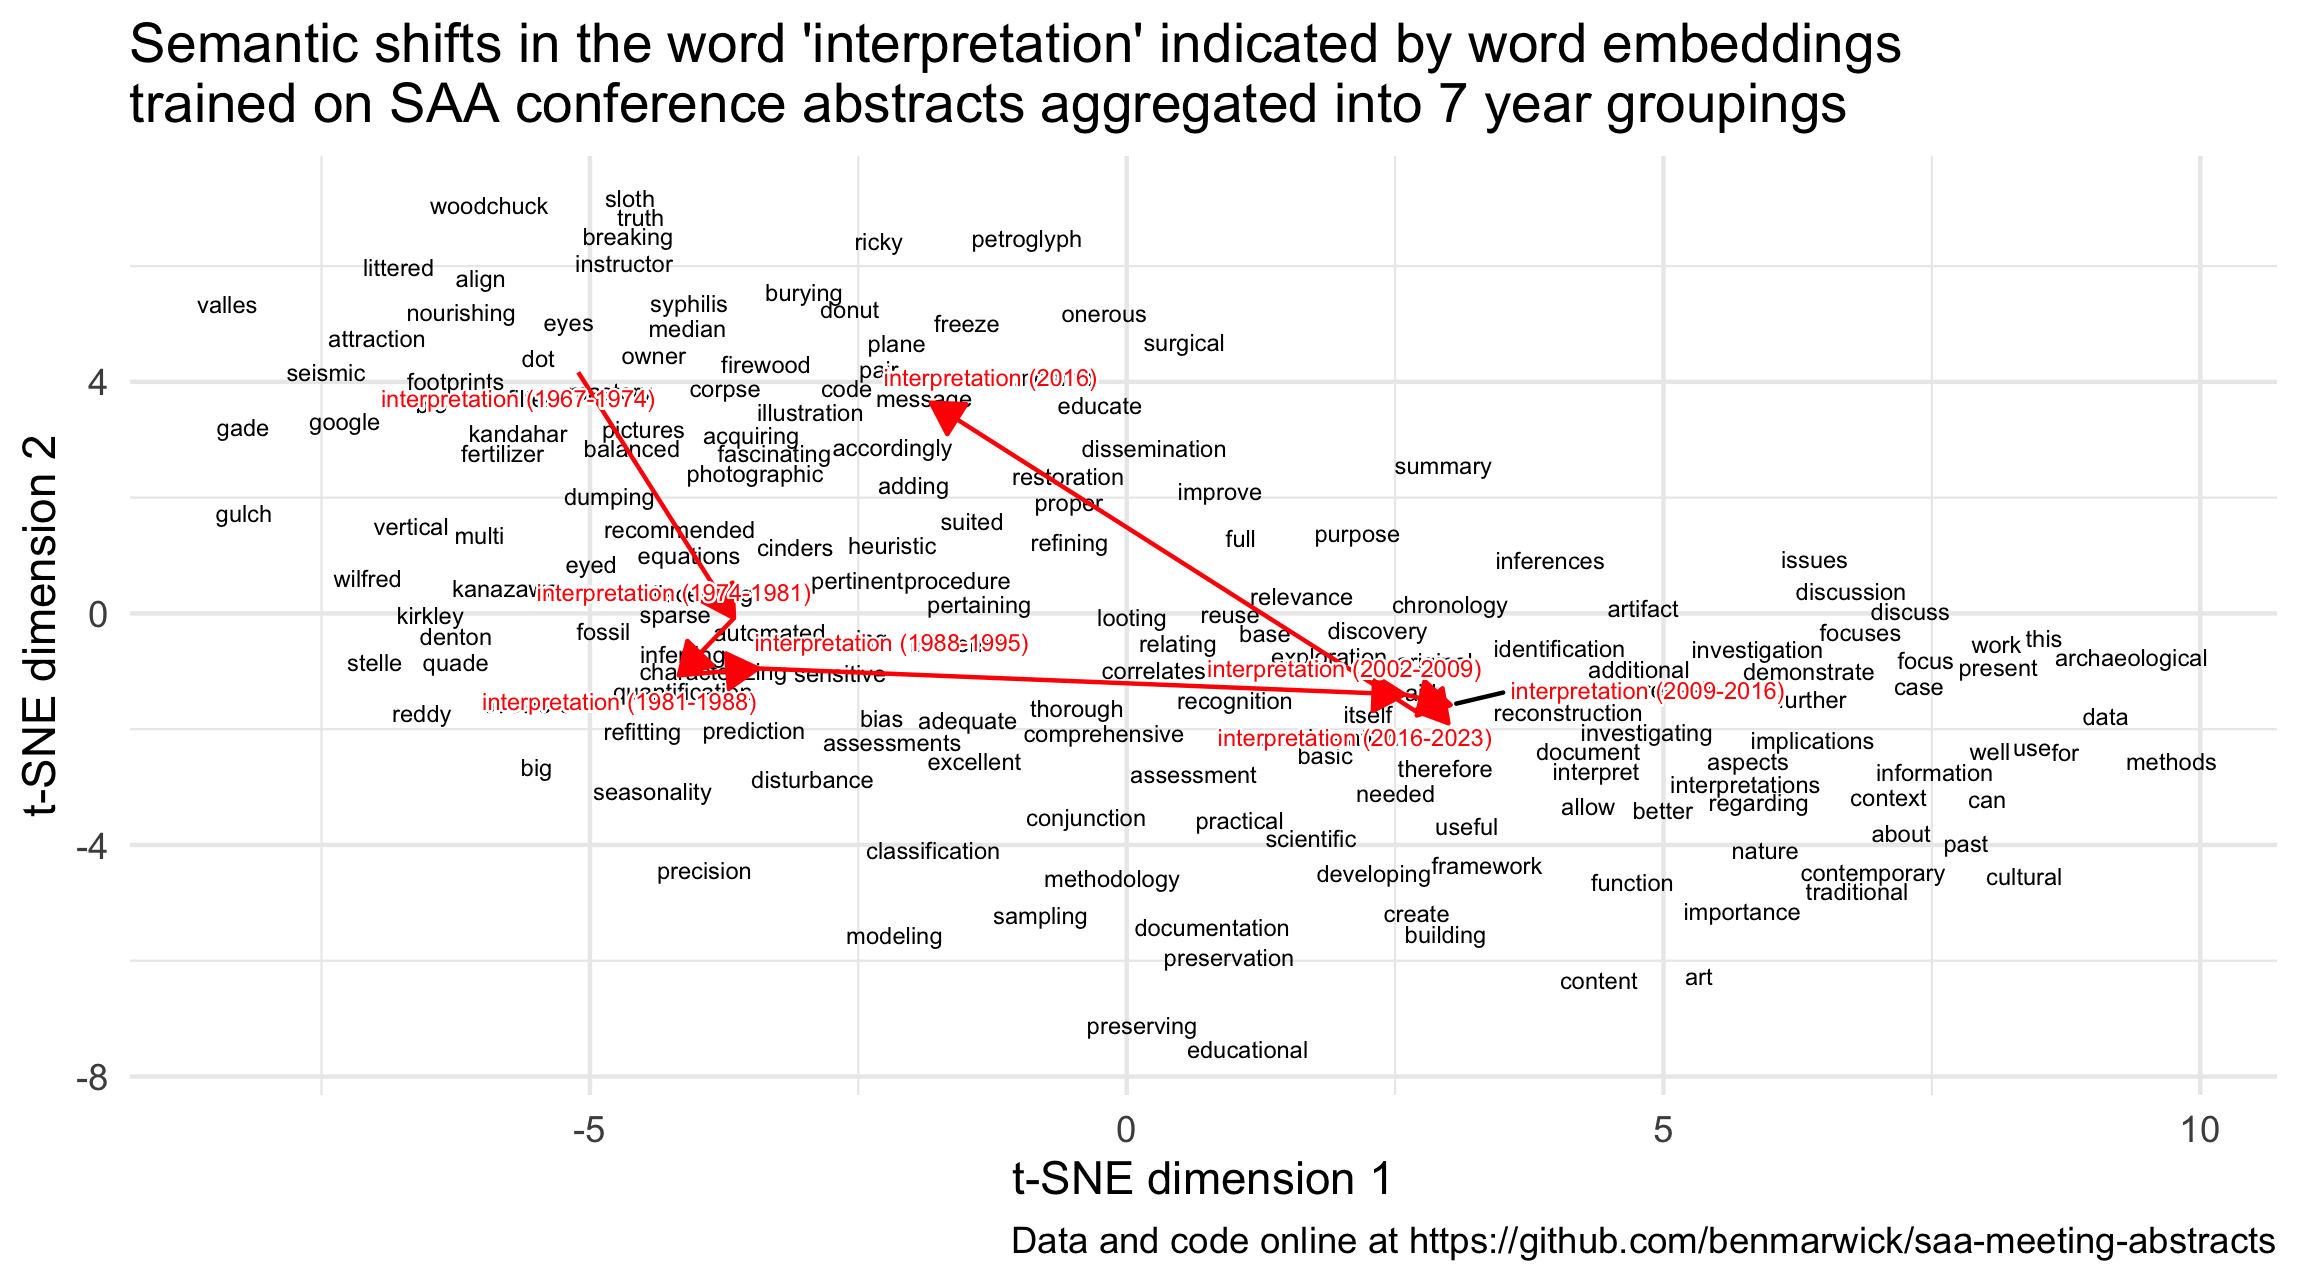 Semantic shifts in the word 'interpretation' indicated by word embeddings
trained on SAA conference abstracts aggregated into 7 year groupings
t-SNE dimension 2
4
0
-4
-8
woodchuck
sloth
truth
breaking
instructor
ricky
petroglyph
littered
align
valles
nourishing
eyes
syphilis
median
burying
donut
freeze
onerous
attraction
dot
owner
plane
surgical
seismic
firewood
footprints
corpse
code
interpretation (2016)
interpretation (1967-1974)
message
educate
illustration
gade
google
kandahar
pictures
acquiring
fertilizer
balanced
fascinating
accordingly
dissemination
photographic
restoration
summary
dumping
adding
improve
proper
gulch
vertical
multi
recommended
suited
equations
cinders
heuristic
refining
full
purpose
eyed
inferences
issues
wilfred
pertinent
procedure
interpretation (1974-1981)
relevance
discussion
kirkley
sparse
pertaining
looting
reuse
chronology
artifact
discuss
denton
fossil
automated
relating
base
discovery
focuses
interpretation (1988-1995)
work
this
stelle
quade
exploration
identification
investigation
focus
present
archaeological
characterizing
sensitive
correlates
interpretation (2002-2009)
additional
demonstrate
case
quantification
interpretation (1981-1988)
recognition
interpretation (2009-2016)
further
reddy
bias
adequate
thorough
itself
reconstruction
data
refitting
prediction
assessments
comprehensive
interpretation (2016-2023)
investigating
implications
big
excellent
basic
document
aspects
well
use
for
methods
disturbance
assessment
therefore
interpret
information
seasonality
needed
interpretations
context
can
conjunction
practical
allow
better
regarding
scientific
useful
about
past
classification
nature
precision
methodology
developing
framework
function
contemporary
traditional
cultural
sampling
create
importance
modeling
documentation
building
preservation
content
art
preserving
educational
-5
0
5
10
t-SNE dimension 1
Data and code online at https://github.com/benmarwick/saa-meeting-abstracts